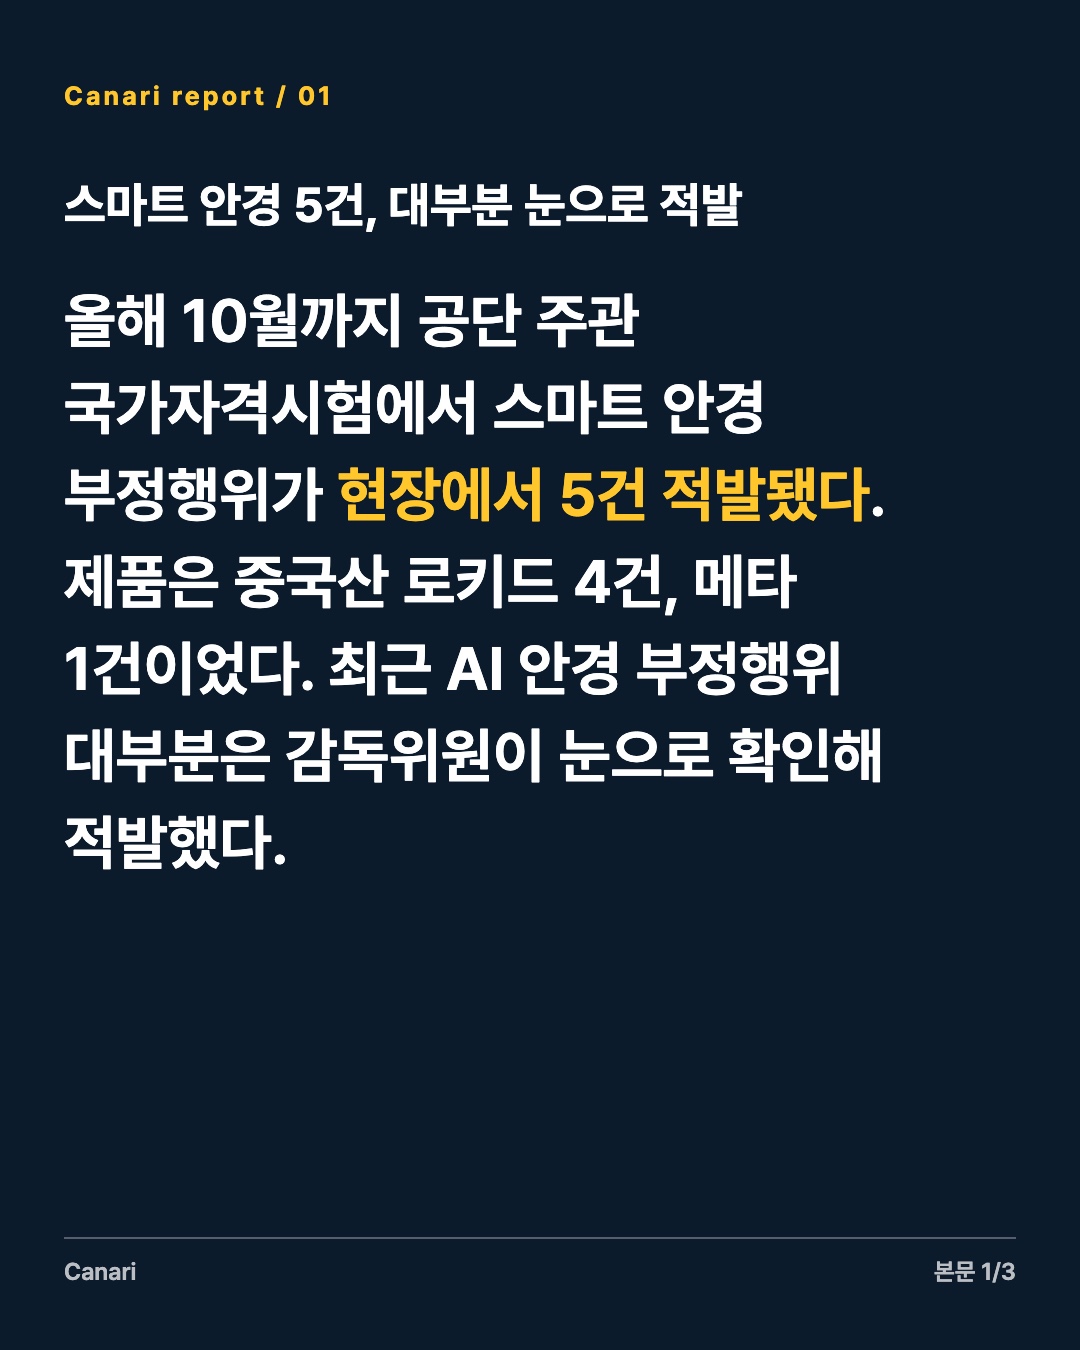 Canari report / 01
스마트 안경 5건, 대부분 눈으로 적발
올해 10월까지 공단 주관
국가자격시험에서 스마트 안경
부정행위가 현장에서 5건 적발됐다.
제품은 중국산 로키드 4건, 메타
1건이었다. 최근 AI 안경 부정행위
대부분은 감독위원이 눈으로 확인해
적발했다.
Canari
본문 1/3